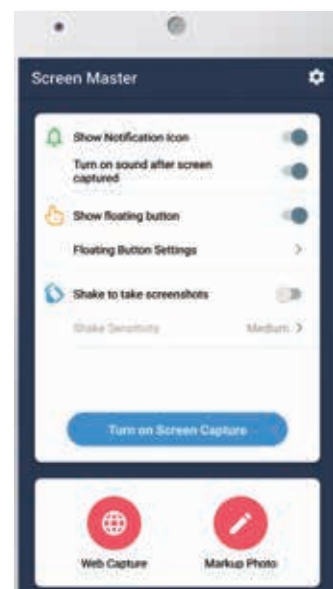 Screen Master
Show Notification Icon
Turn on sound after screen
captured
Show floating button
Floating Button Settings
Shake to take screenshots
Shake Sensitivity Medium
Turn on Screen Capture
Web Capture Markup Photo